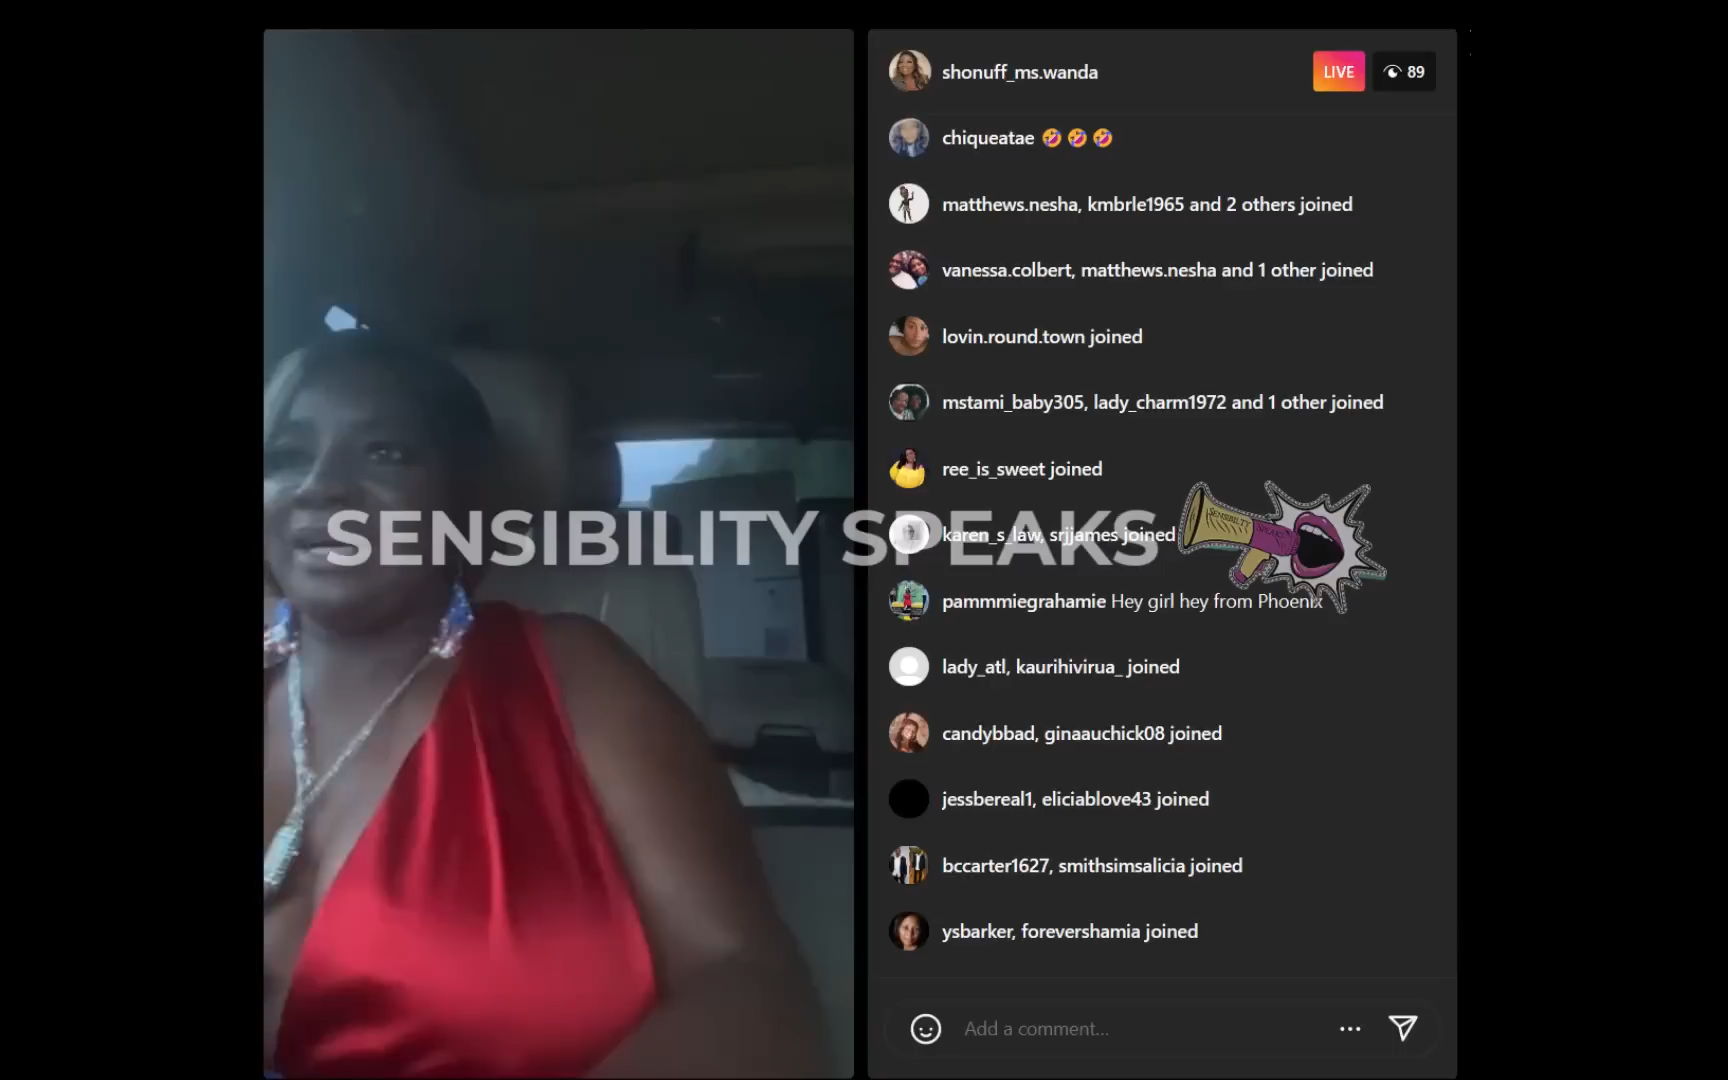 shonuff_ms.wanda
LIVE
89
chiqueatae 🤣🤣🤣
matthews.nesha, kmbrle1965 and 2 others joined
vanessa.colbert, matthews.nesha and 1 other joined
lovin.round.town joined
mstami_baby305, lady_charm1972 and 1 other joined
ree_is_sweet joined
SENSIBILITY SPEAKS
SENSIBILITY
SPEAKS
karen_s_law, srjjames joined
pammmiegrahamie Hey girl hey from Phoenix
lady_atl, kaurihivirua_ joined
candybbad, ginaauchick08 joined
jessbereal1, eliciablove43 joined
bccarter1627, smithsimsalicia joined
ysbarker, forevershamia joined
Add a comment...